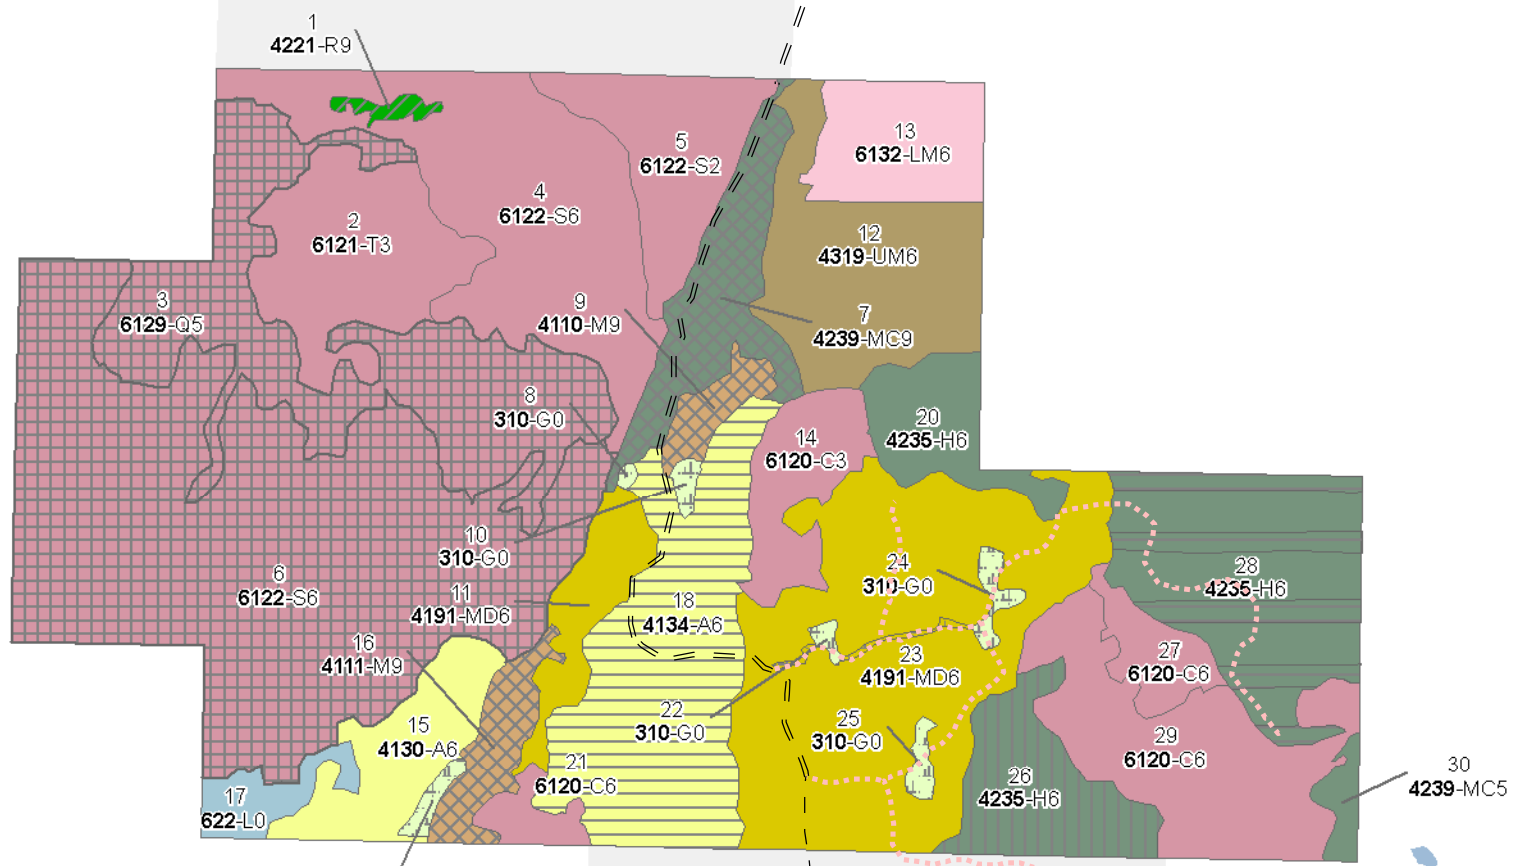 1
4221-R9
5
6122-S2
13
6132-LM6
4
6122-S6
2
6121-T3
12
4319-UM6
3
6129-Q5
9
4110-M9
7
4239-MC9
8
310-G0
14
6120-C3
20
4235-H6
10
310-G0
6
6122-S6
11
4191-MD6
18
4134-A6
24
310-G0
28
4235-H6
16
4111-M9
23
4191-MD6
27
6120-C6
15
4130-A6
22
310-G0
25
310-G0
29
6120-C6
21
6120-C6
26
4235-H6
30
4239-MC5
17
622-L0